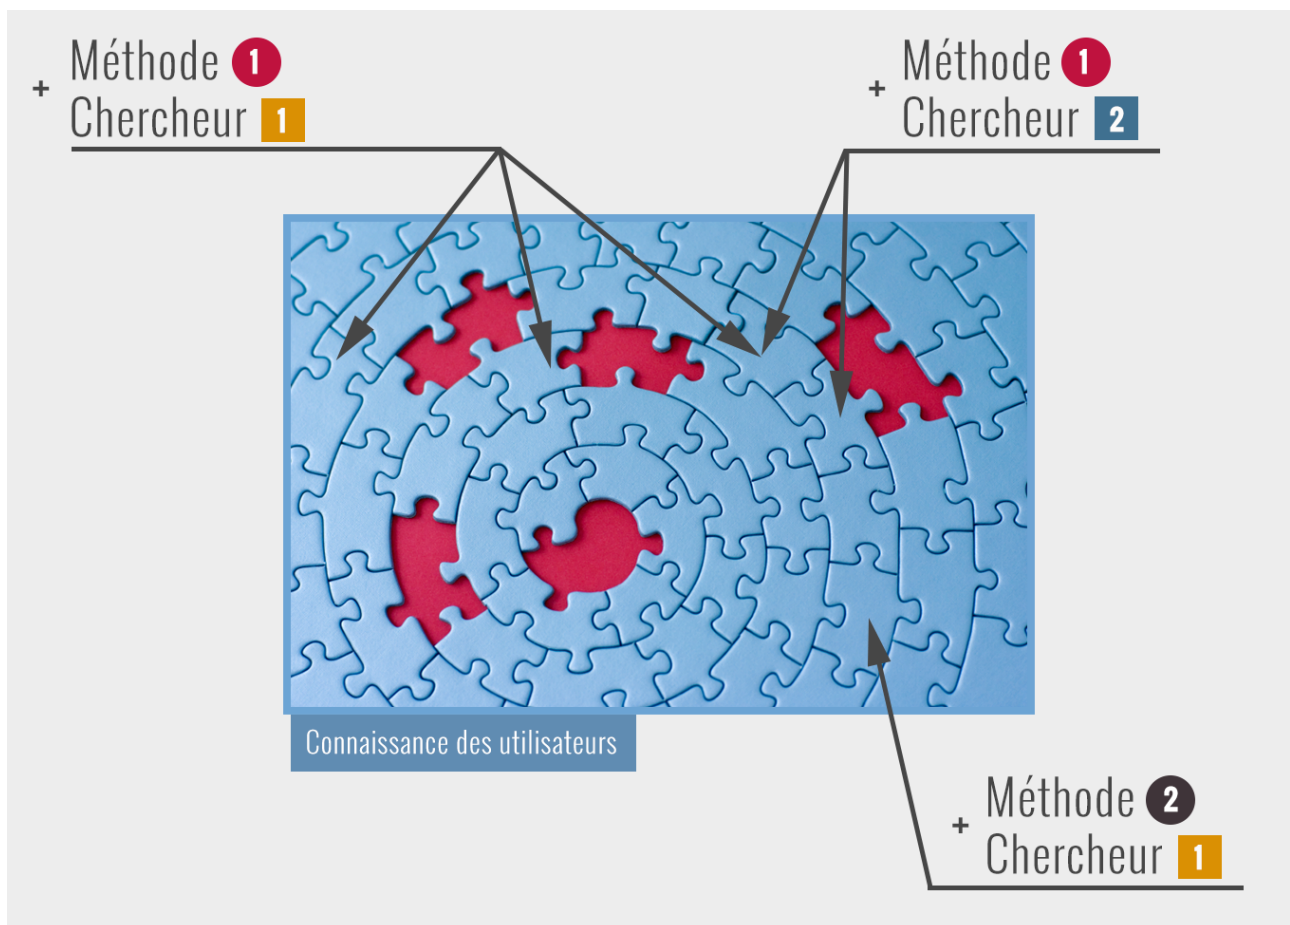 + Méthode 1
Chercheur 1
+ Méthode 1
Chercheur 2
Connaissance des utilisateurs
+ Méthode 2
Chercheur 1